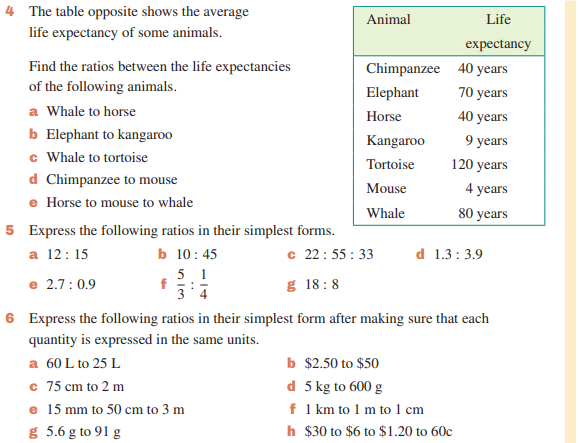 4 The table opposite shows the average
life expectancy of some animals.
Find the ratios between the life expectancies
of the following animals.
a Whale to horse
b Elephant to kangaroo
c Whale to tortoise
d Chimpanzee to mouse
e Horse to mouse to whale
Animal Life
expectancy
Chimpanzee 40 years
Elephant 70 years
Horse 40 years
Kangaroo 9 years
Tortoise 120 years
Mouse 4 years
Whale 80 years
5 Express the following ratios in their simplest forms.
a 12 : 15 b 10 : 45 c 22 : 55 : 33 d 1.3 : 3.9
e 2.7 : 0.9 f 5/3 : 1/4 g 18 : 8
6 Express the following ratios in their simplest form after making sure that each
quantity is expressed in the same units.
a 60 L to 25 L b $2.50 to $50
c 75 cm to 2 m d 5 kg to 600 g
e 15 mm to 50 cm to 3 m f 1 km to 1 m to 1 cm
g 5.6 g to 91 g h $30 to $6 to $1.20 to 60c